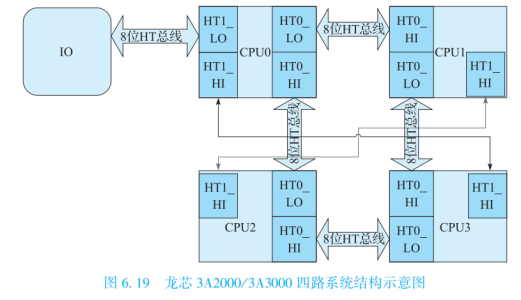 IO
8位HT总线
HT1_
LO
HT1_
HI
CPU0
HT0_
LO
HT0_
HI
8位HT总线
HT0_
HI
HT0_
LO
CPU1
HT1_
HI
8位HT总线
8位HT总线
HT1_
HI
CPU2
HT0_
LO
HT0_
HI
8位HT总线
HT0_
HI
HT0_
LO
CPU3
HT1_
HI
图 6.19 龙芯 3A2000/3A3000 四路系统结构示意图